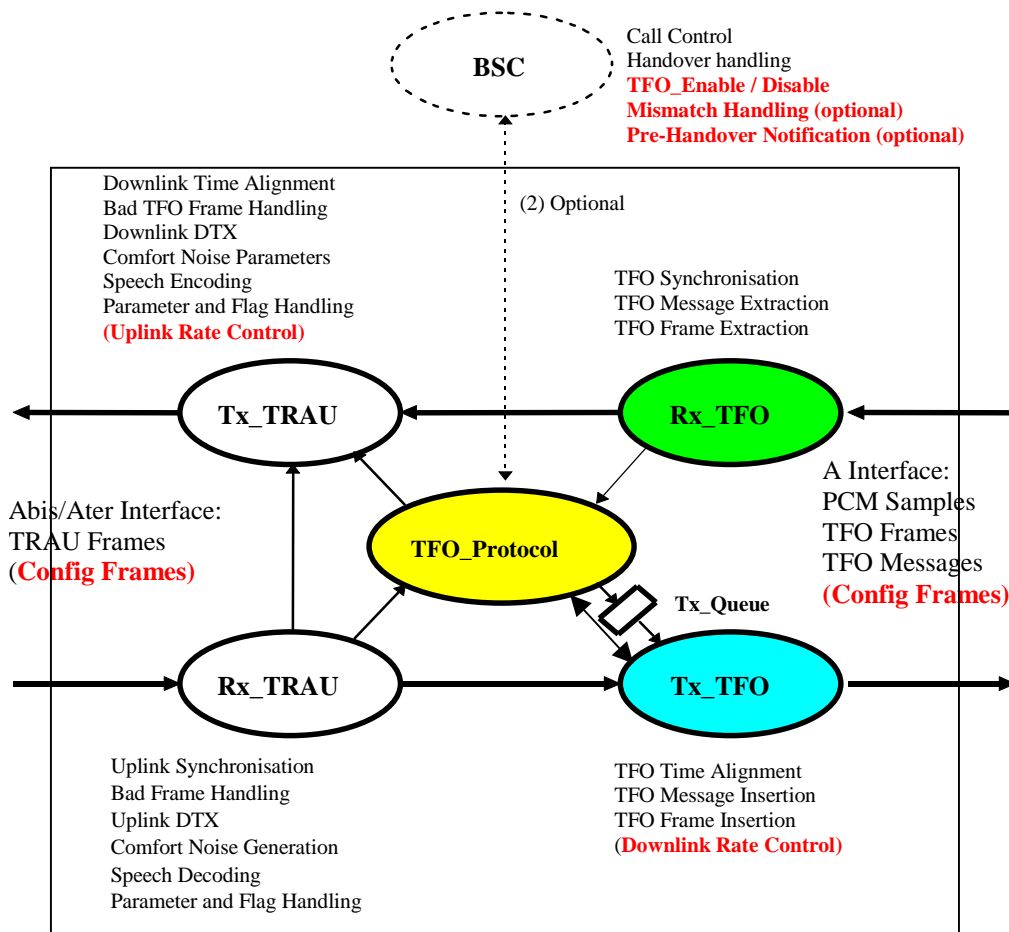 BSC
Call Control
Handover handling
TFO_Enable / Disable
Mismatch Handling (optional)
Pre-Handover Notification (optional)
Downlink Time Alignment
Bad TFO Frame Handling
Downlink DTX
Comfort Noise Parameters
Speech Encoding
Parameter and Flag Handling
(Uplink Rate Control)
(2) Optional
TFO Synchronisation
TFO Message Extraction
TFO Frame Extraction
Tx_TRAU
Rx_TFO
Abis/Ater Interface:
TRAU Frames
(Config Frames)
TFO_Protocol
A Interface:
PCM Samples
TFO Frames
TFO Messages
(Config Frames)
Tx_Queue
Rx_TRAU
Tx_TFO
Uplink Synchronisation
Bad Frame Handling
Uplink DTX
Comfort Noise Generation
Speech Decoding
Parameter and Flag Handling
TFO Time Alignment
TFO Message Insertion
TFO Frame Insertion
(Downlink Rate Control)